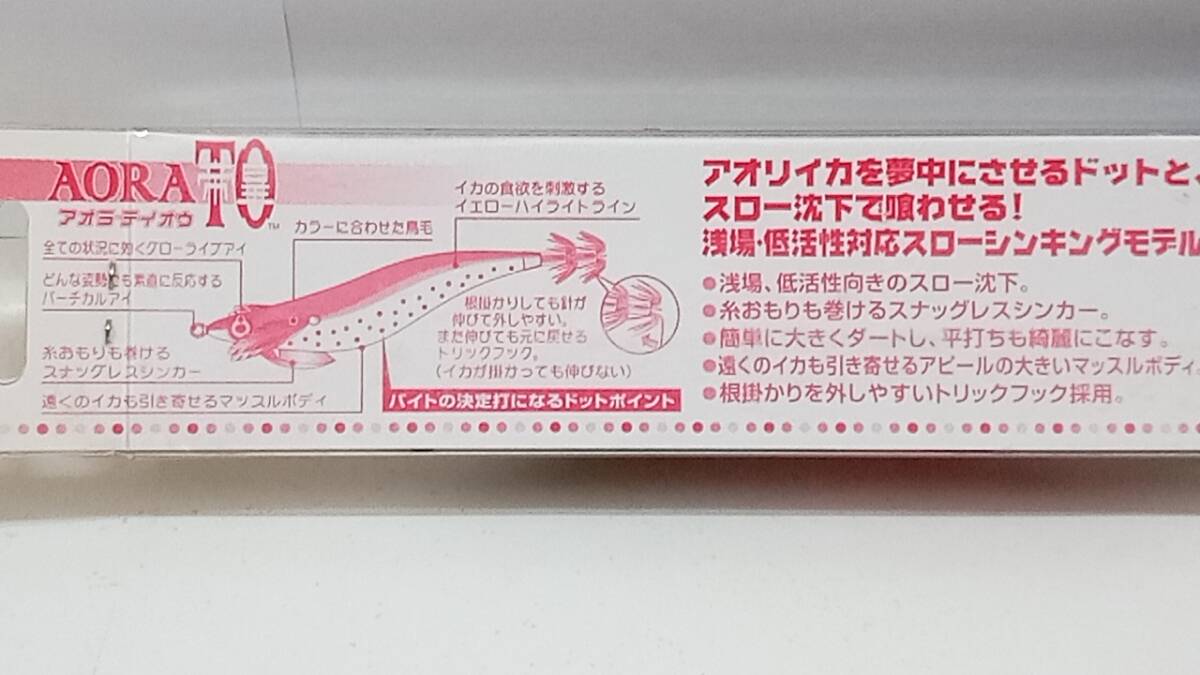 AORA TO™
帝皇
アオラ・テイオウ
全ての状況に効くグローライブアイ
どんな姿勢でも素直に反応する
バーチカルアイ
糸おもりも巻ける
スナッグレスシンカー
遠くのイカも引き寄せるマッスルボディ
カラーに合わせた鳥毛
イカの食欲を刺激する
イエローハイライトライン
根掛かりしても針が
伸びて外しやすい。
また伸びても元に戻せる
トリックフック。
(イカが掛かっても伸びない)
バイトの決定打になるドットポイント
アオリイカを夢中にさせるドットと、
スロー沈下で喰わせる!
浅場・低活性対応スローシンキングモデル
●浅場、低活性向きのスロー沈下。
●糸おもりも巻けるスナッグレスシンカー。
●簡単に大きくダートし、平打ちも綺麗にこなす。
●遠くのイカも引き寄せるアピールの大きいマッスルボディ。
●根掛かりを外しやすいトリックフック採用。